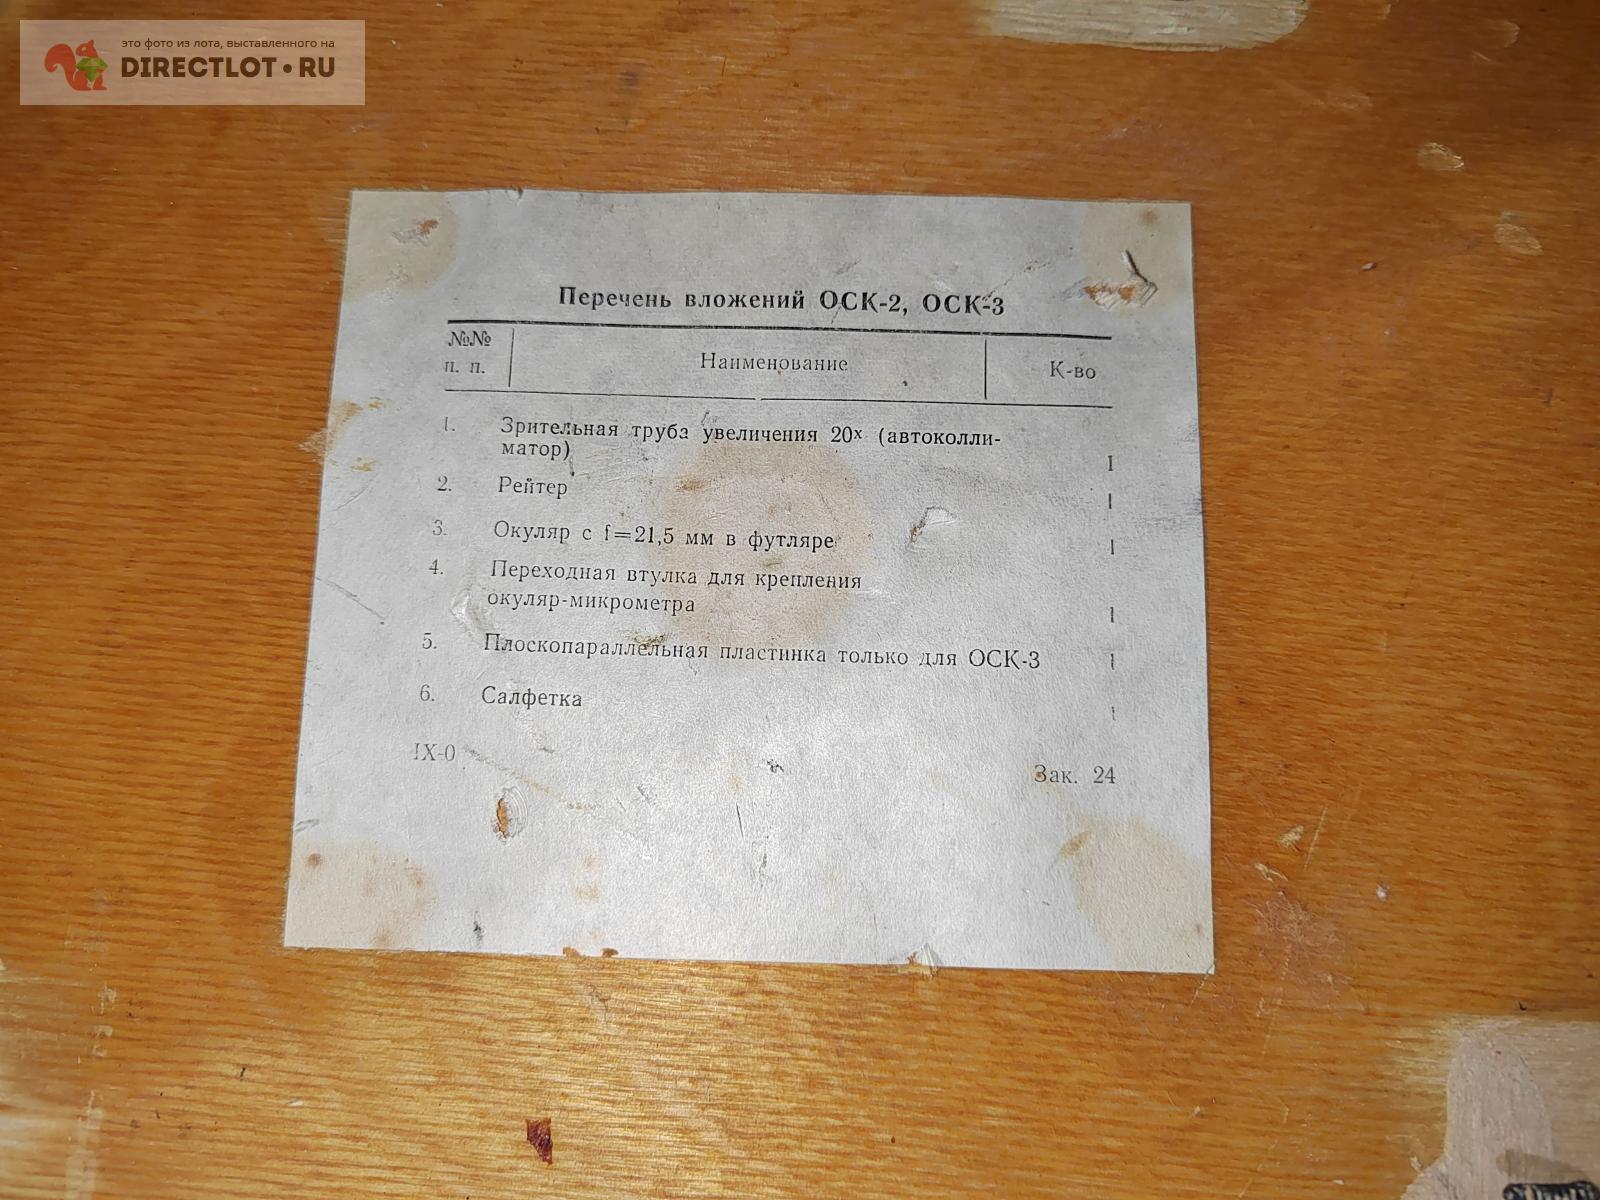 это фото из лота, выставленного на
DIRECTLOT•RU
Перечень вложений ОСК-2, ОСК-3
№№
п. п.
Наименование
К-во
1. Зрительная труба увеличения 20ˣ (автоколли-
матор) 1
2. Рейтер 1
3. Окуляр с f=21,5 мм в футляре 1
4. Переходная втулка для крепления
окуляр-микрометра 1
5. Плоскопараллельная пластинка только для ОСК-3 1
6. Салфетка 1
IX-0
Зак. 24